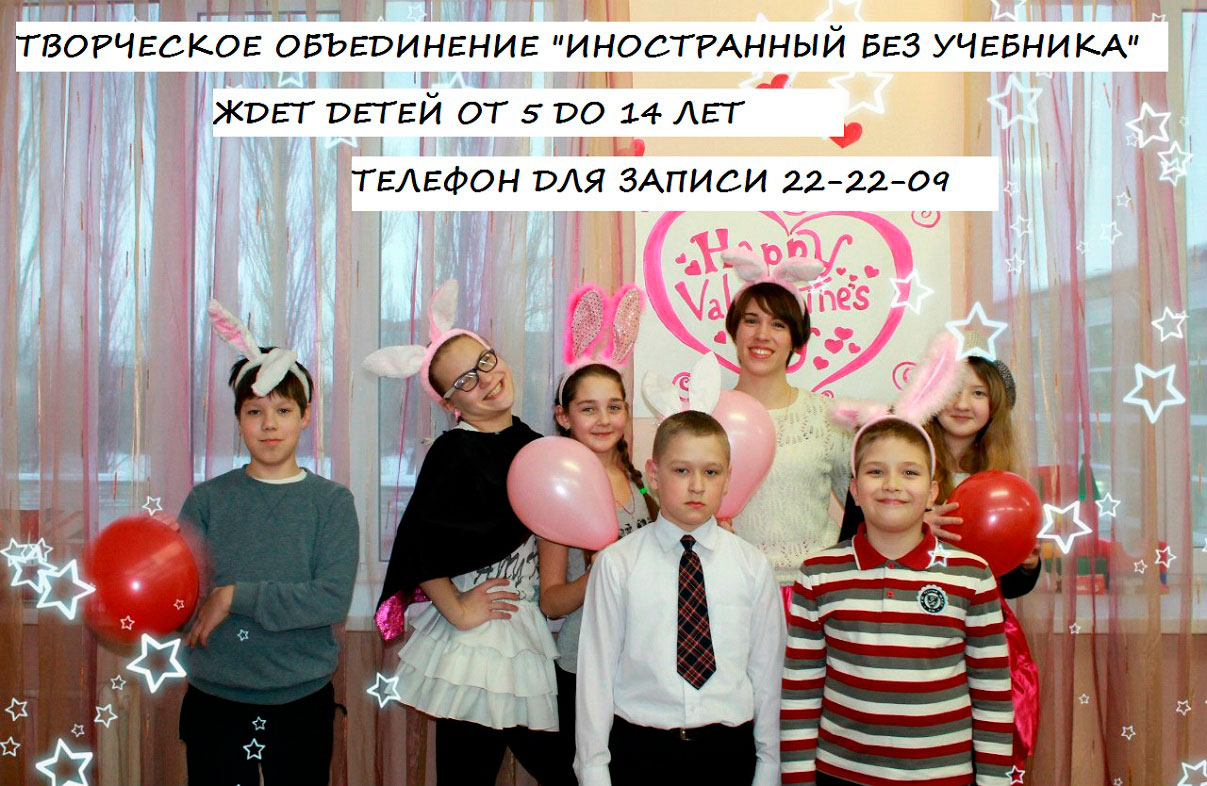 ТВОРЧЕСКОЕ ОБЪЕДИНЕНИЕ "ИНОСТРАННЫЙ БЕЗ УЧЕБНИКА"
ЖДЕТ ДЕТЕЙ ОТ 5 ДО 14 ЛЕТ
ТЕЛЕФОН ДЛЯ ЗАПИСИ 22-22-09
Happy